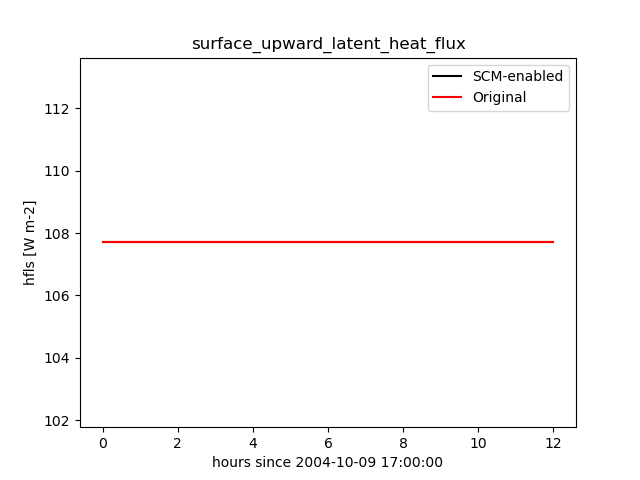 surface_upward_latent_heat_flux
SCM-enabled
Original
hfls [W m-2]
112
110
108
106
104
102
0 2 4 6 8 10 12
hours since 2004-10-09 17:00:00